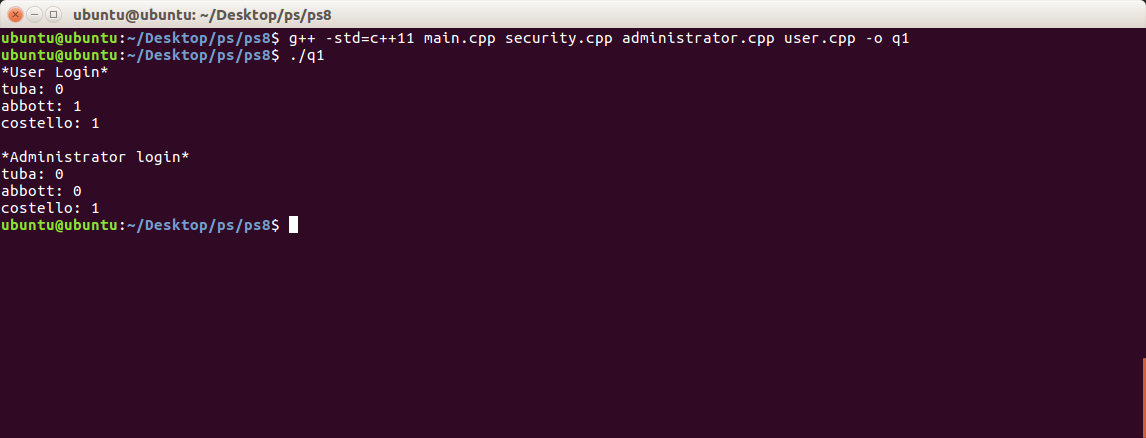 ubuntu@ubuntu: ~/Desktop/ps/ps8
ubuntu@ubuntu:~/Desktop/ps/ps8$ g++ -std=c++11 main.cpp security.cpp administrator.cpp user.cpp -o q1
ubuntu@ubuntu:~/Desktop/ps/ps8$ ./q1
*User Login*
tuba: 0
abbott: 1
costello: 1
*Administrator login*
tuba: 0
abbott: 0
costello: 1
ubuntu@ubuntu:~/Desktop/ps/ps8$